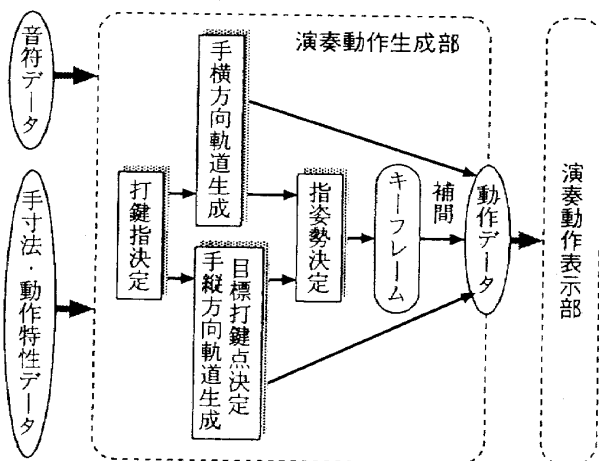 音符データ
手寸法・動作特性データ
演奏動作生成部
打鍵指決定
手横方向軌道生成
目標打鍵点決定
手縦方向軌道生成
指姿勢決定
キーフレーム
補間
動作データ
演奏動作表示部